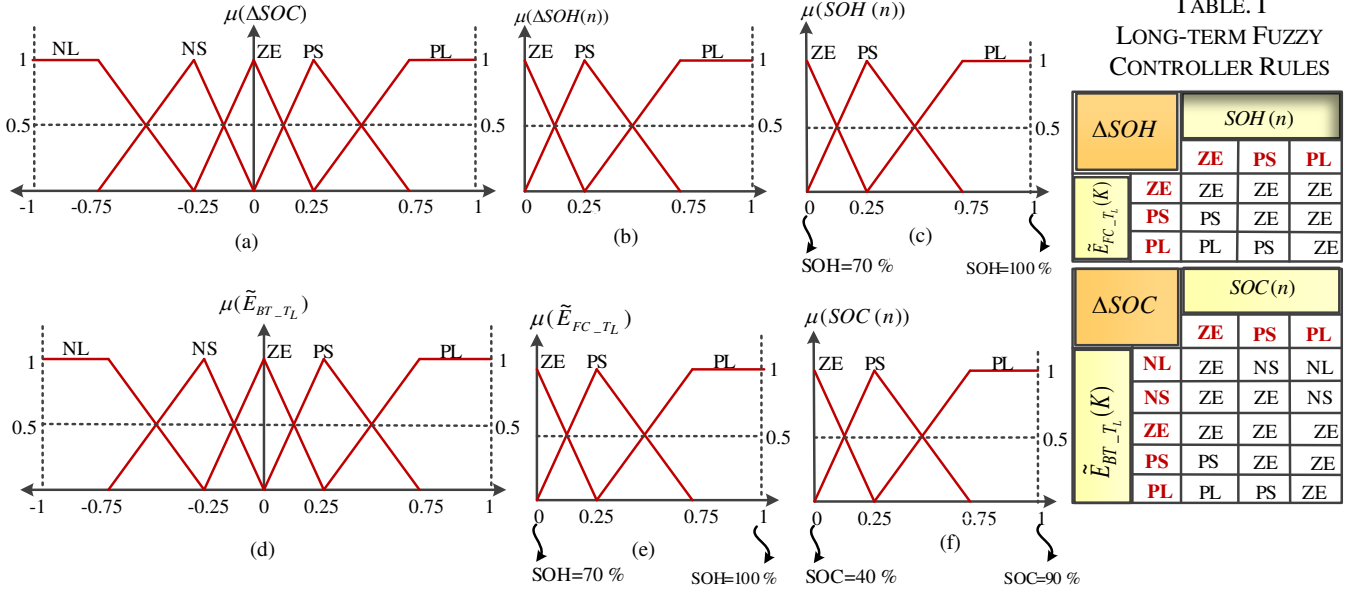 μ(ΔSOC)
NL NS ZE PS PL
1 1
0.5 0.5
-1 -0.75 -0.25 0 0.25 0.75 1
(a)
μ(ΔSOH(n))
ZE PS PL
1
0.5
0 0.25 0.75 1
(b)
μ(SOH (n))
ZE PS PL
1
0.5
0 0.25 0.75 1
(c)
SOH=70 % SOH=100 %
μ(Ẽ_{BT_T_L})
NL NS ZE PS PL
1 1
0.5 0.5
-1 -0.75 -0.25 0 0.25 0.75 1
(d)
μ(Ẽ_{FC_T_L})
ZE PS PL
1
0.5
0 0.25 0.75 1
(e)
SOH=70 % SOH=100 %
μ(SOC (n))
ZE PS PL
1
0.5
0 0.25 0.75 1
(f)
SOC=40 % SOC=90 %
TABLE. I
LONG-TERM FUZZY
CONTROLLER RULES
ΔSOH SOH (n)
ZE PS PL
Ẽ_{FC_T_L}(K)
ZE ZE ZE ZE
PS PS ZE ZE
PL PL PS ZE
ΔSOC SOC (n)
ZE PS PL
Ẽ_{BT_T_L}(K)
NL ZE NS NL
NS ZE ZE NS
ZE ZE ZE ZE
PS PS ZE ZE
PL PL PS ZE